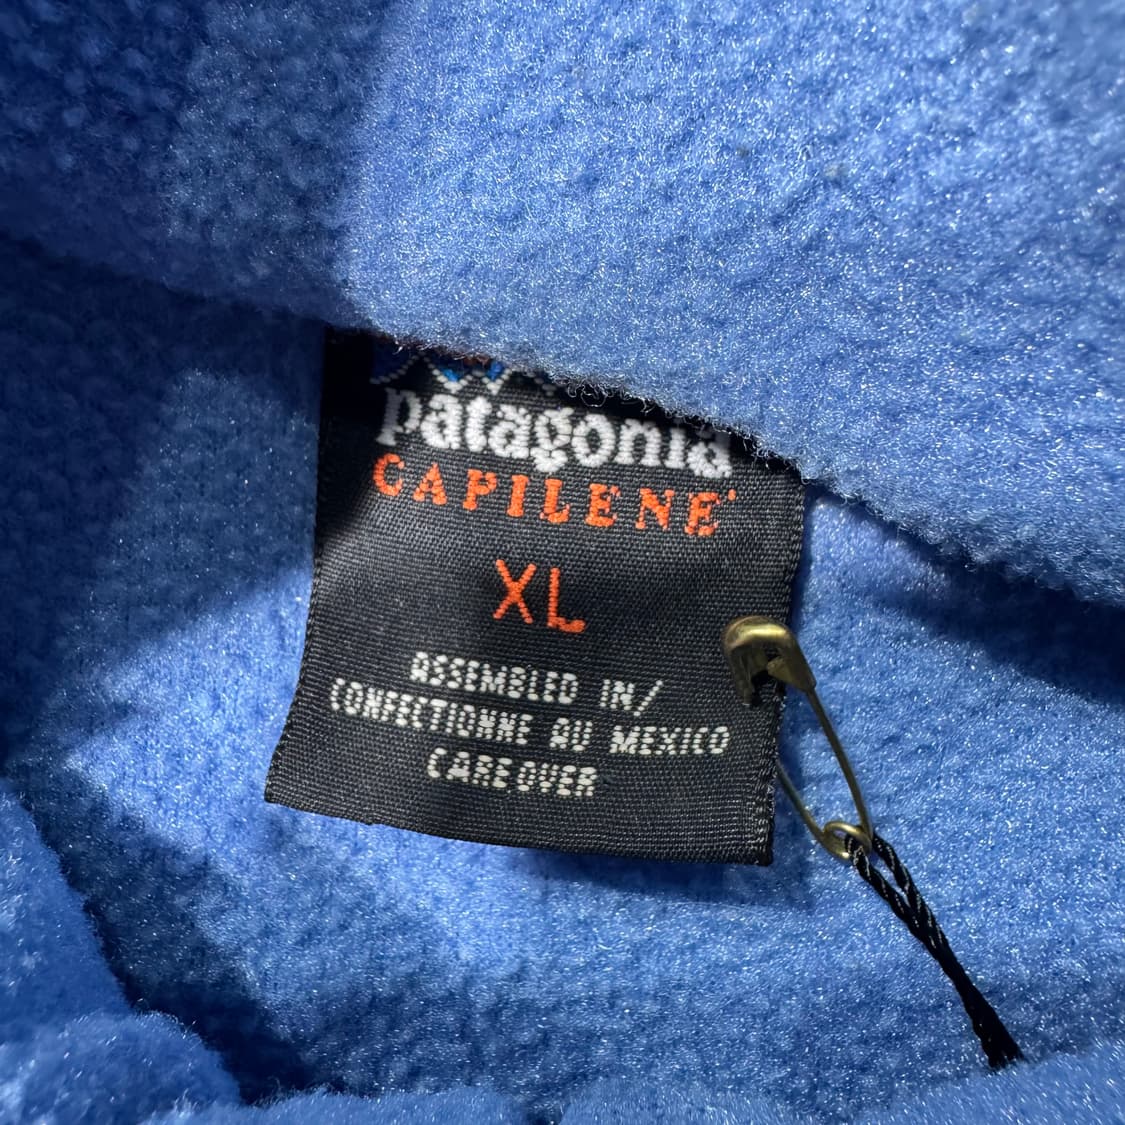 patagonia
CAPILENE®
XL
ASSEMBLED IN/
CONFECTIONNE AU MEXICO
CARE OVER